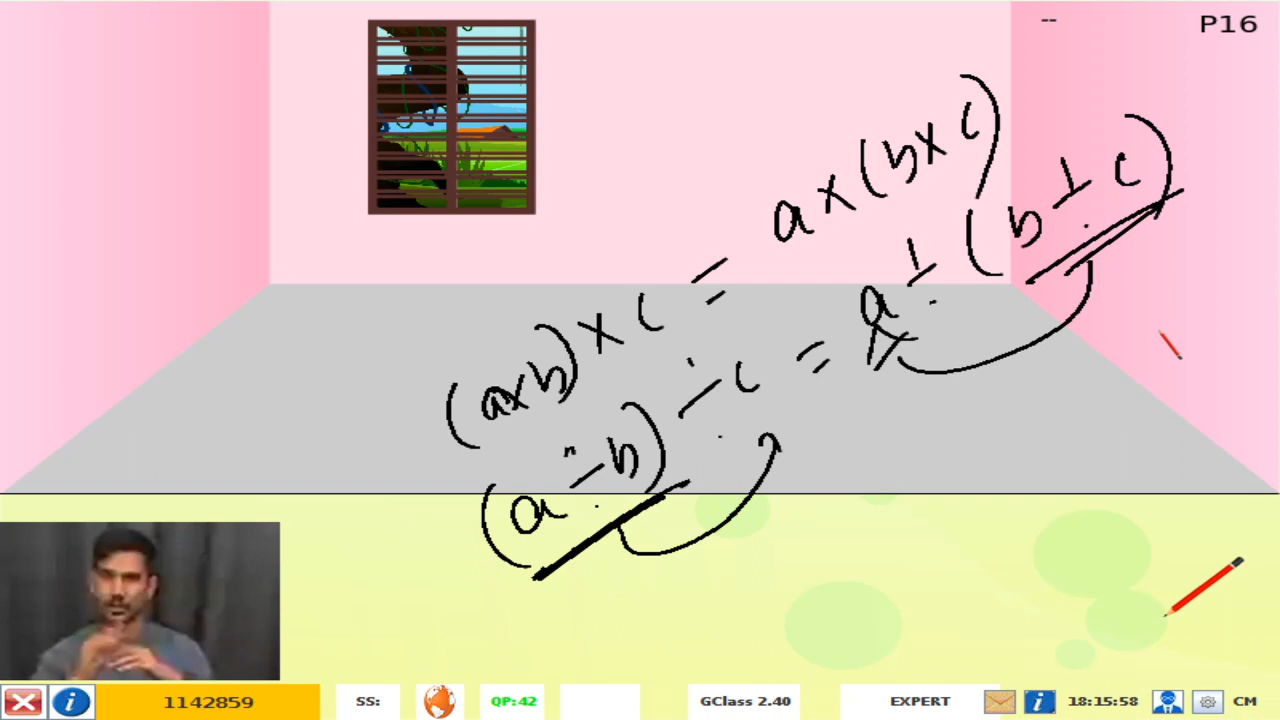 --
P16
(a×b)×c = a×(b×c)
(a÷b)÷c = a÷(b÷c)
1142859
SS:
QP:42
GClass 2.40
EXPERT
18:15:58
CM